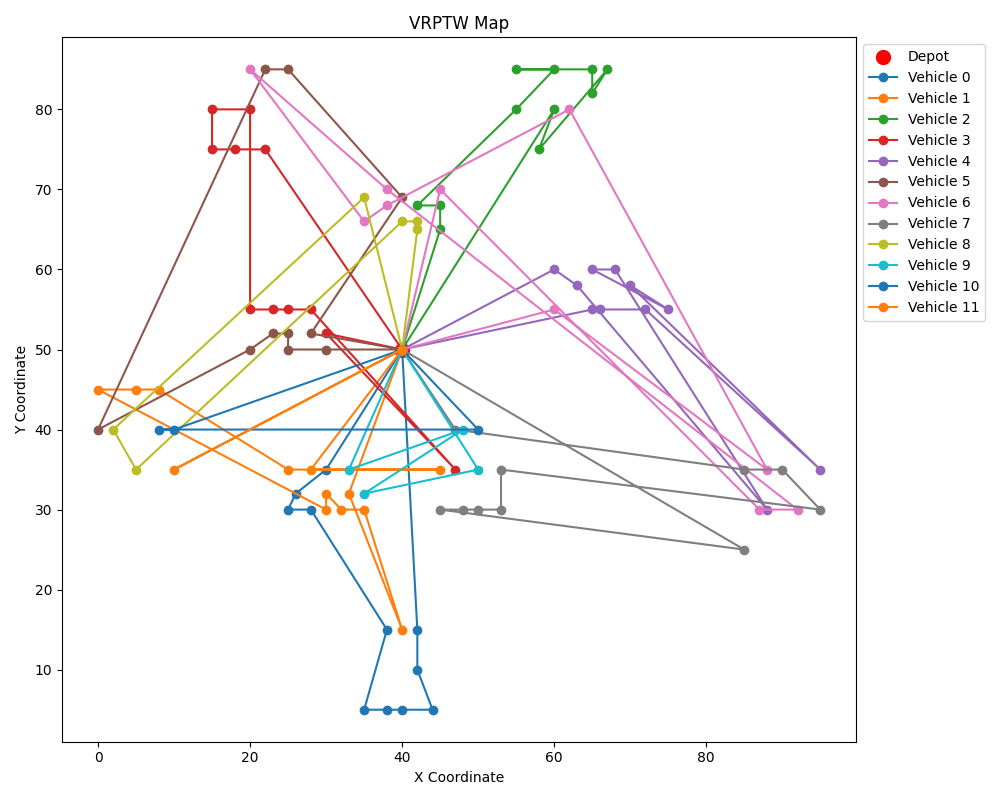 VRPTW Map
Y Coordinate
80
70
60
50
40
30
20
10
0
20
40
60
80
X Coordinate
Depot
Vehicle 0
Vehicle 1
Vehicle 2
Vehicle 3
Vehicle 4
Vehicle 5
Vehicle 6
Vehicle 7
Vehicle 8
Vehicle 9
Vehicle 10
Vehicle 11